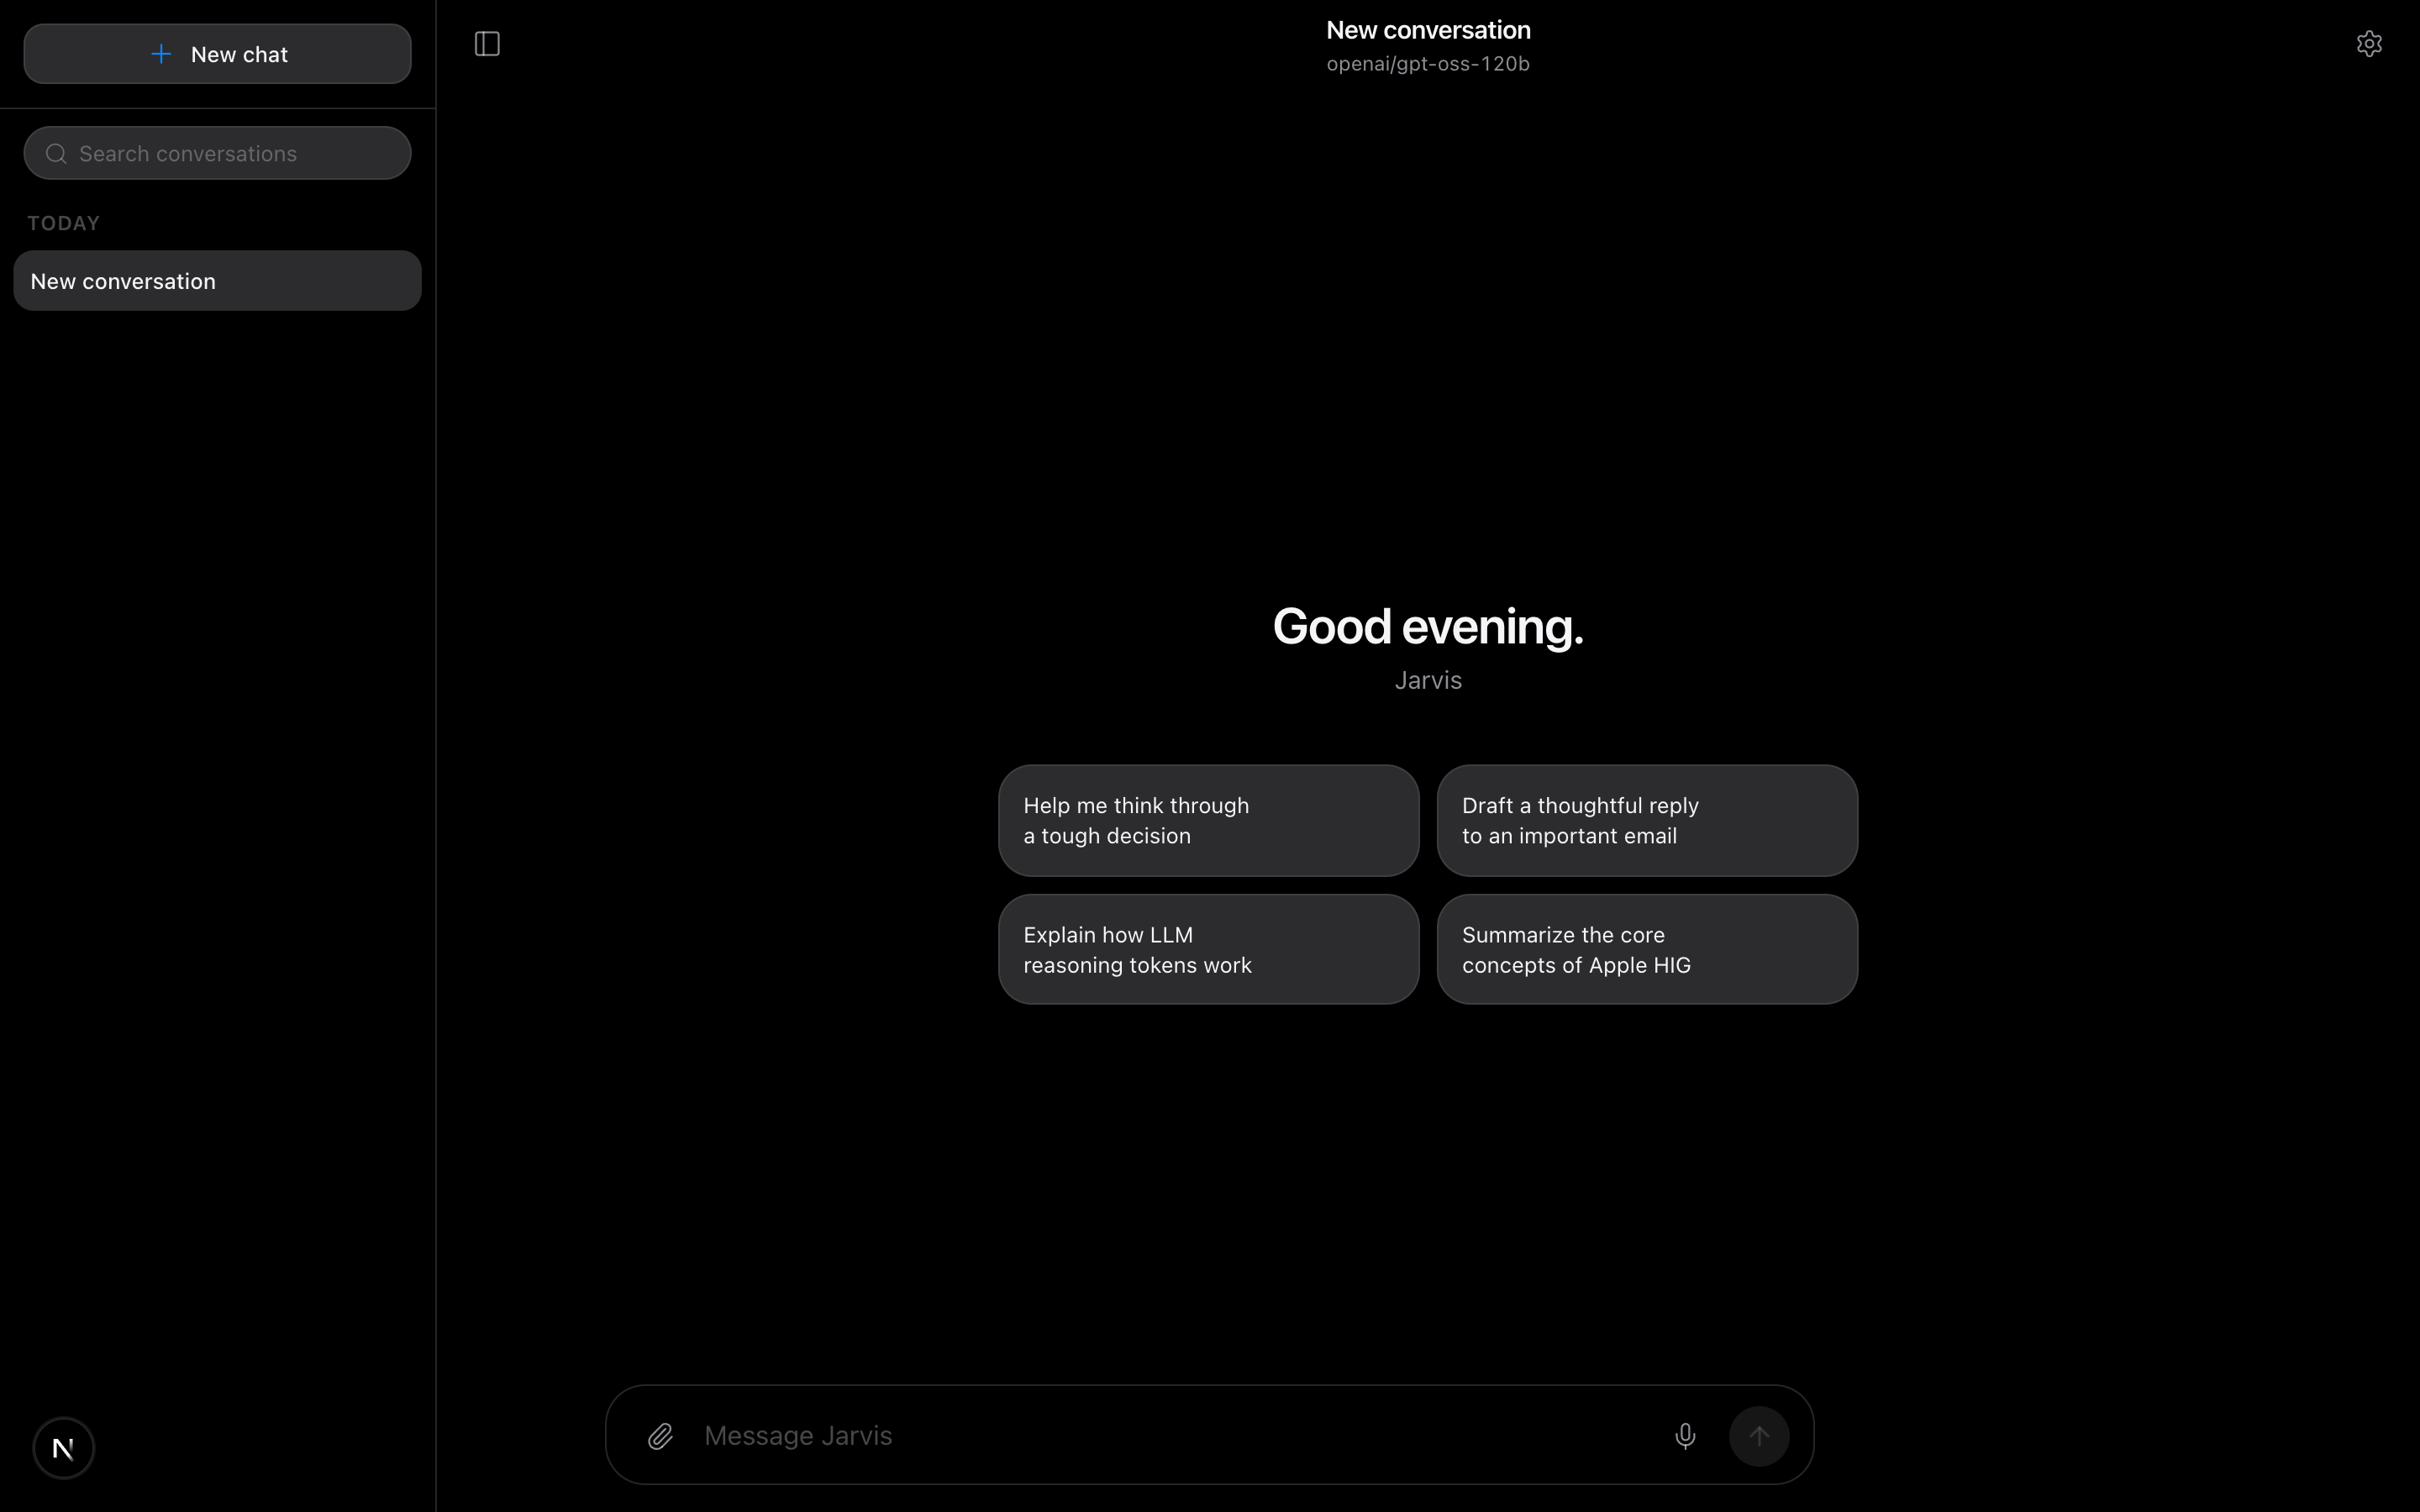 New chat
Search conversations
TODAY
New conversation
New conversation
openai/gpt-oss-120b
Good evening.
Jarvis
Help me think through
a tough decision
Draft a thoughtful reply
to an important email
Explain how LLM
reasoning tokens work
Summarize the core
concepts of Apple HIG
Message Jarvis
N